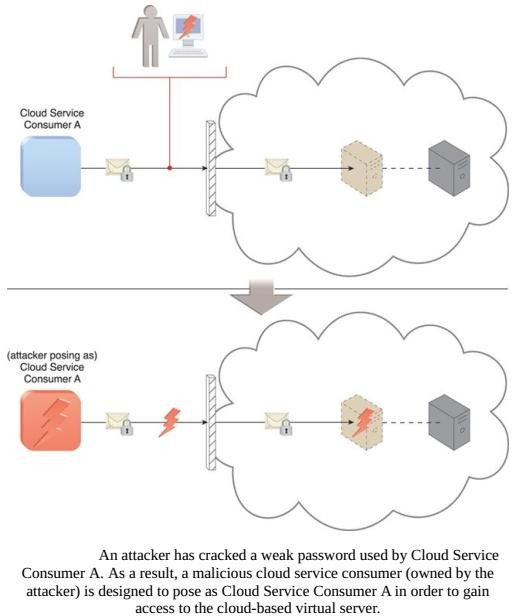 Cloud Service
Consumer A
(attacker posing as)
Cloud Service
Consumer A
An attacker has cracked a weak password used by Cloud Service
Consumer A. As a result, a malicious cloud service consumer (owned by the
attacker) is designed to pose as Cloud Service Consumer A in order to gain
access to the cloud-based virtual server.